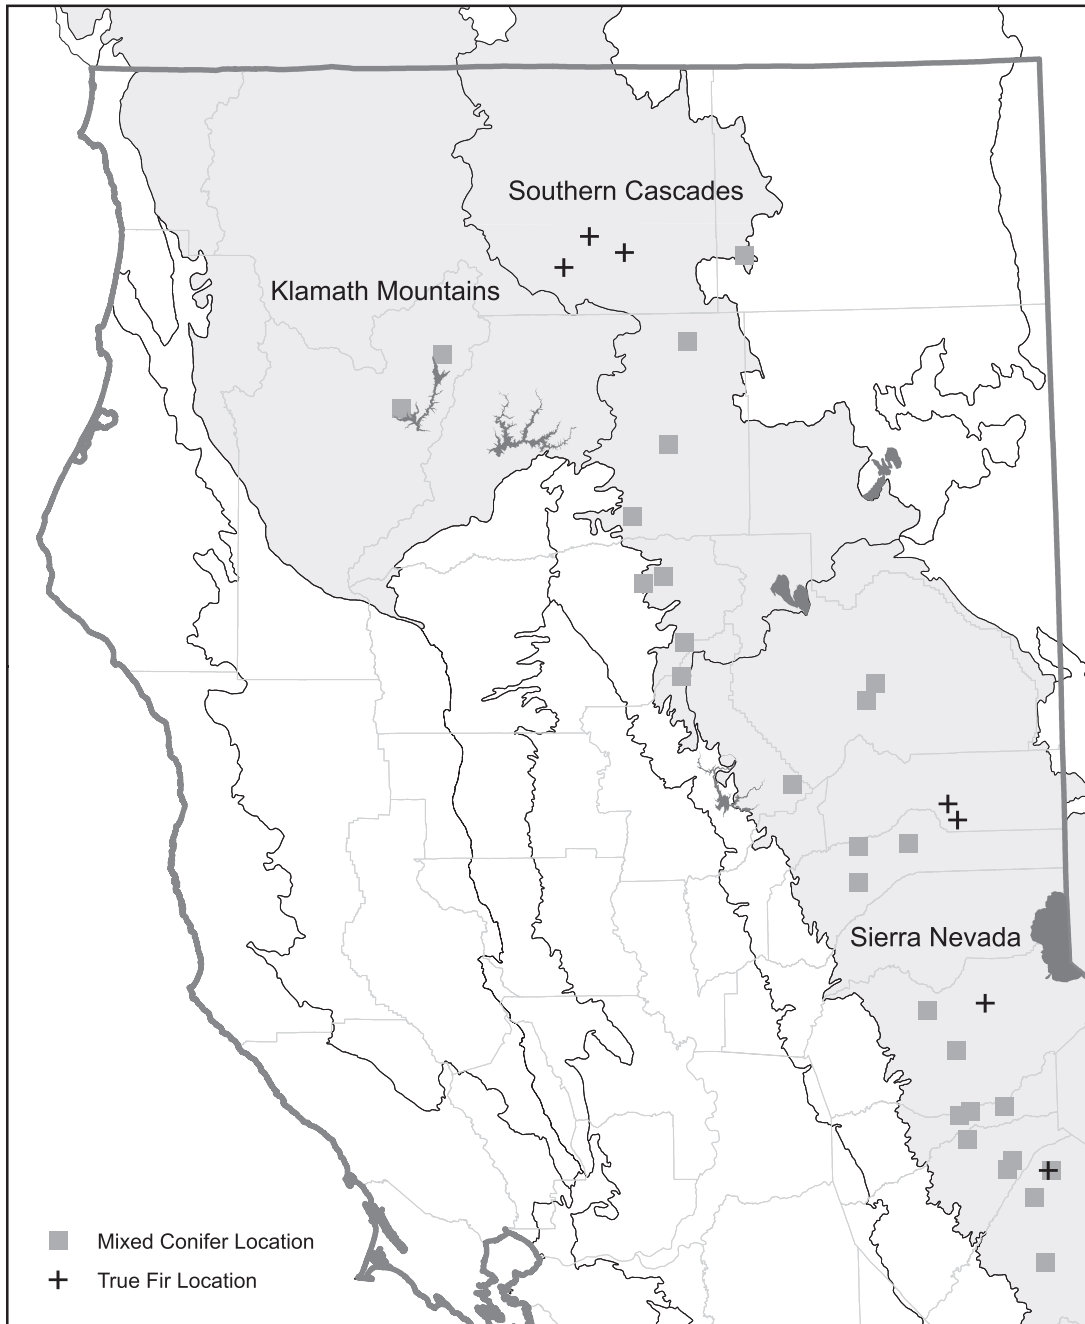 Southern Cascades
Klamath Mountains
Sierra Nevada
Mixed Conifer Location
True Fir Location